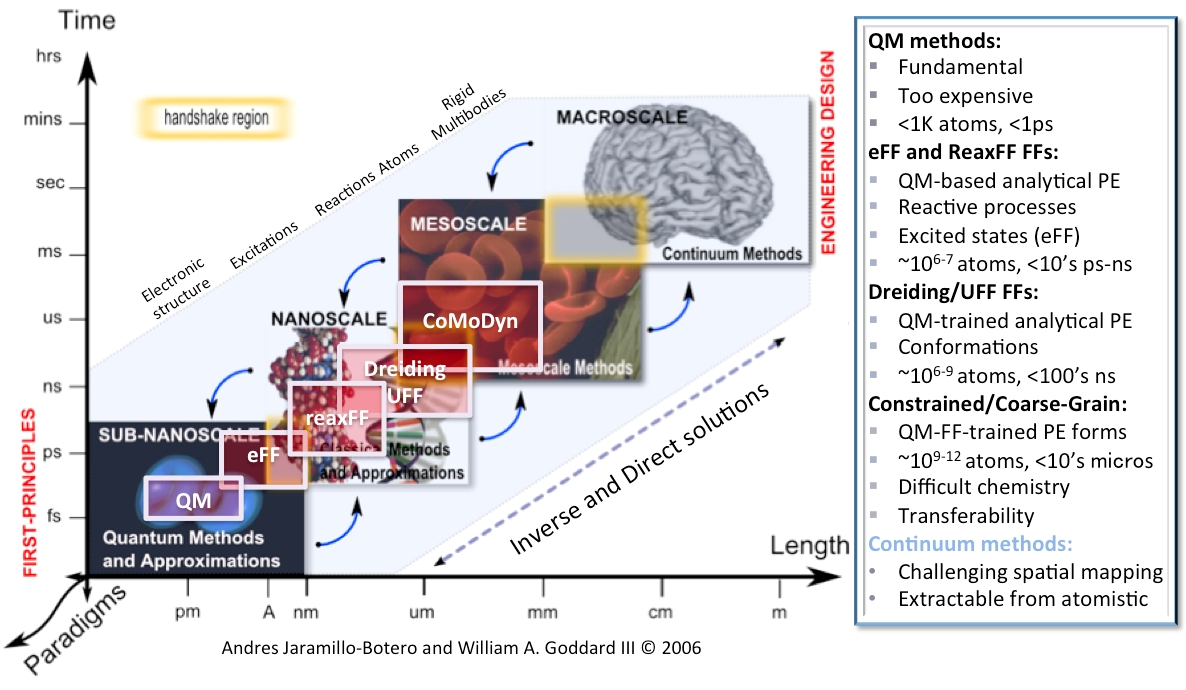 Time
hrs
mins
sec
ms
us
ns
ps
fs
handshake region
Electronic
structure
Excitations
Reactions
Atoms
Rigid
Multibodies
MACROSCALE
Continuum Methods
ENGINEERING DESIGN
MESOSCALE
CoMoDyn
Mesoscale Methods
NANOSCALE
Dreiding
UFF
reaxFF
Classical Methods
and Approximations
SUB-NANOSCALE
eFF
QM
Quantum Methods
and Approximations
FIRST-PRINCIPLES
Inverse and Direct solutions
Length
pm
A
nm
um
mm
cm
m
Paradigms
Andres Jaramillo-Botero and William A. Goddard III © 2006
QM methods:
▪ Fundamental
▪ Too expensive
▪ <1K atoms, <1ps
eFF and ReaxFF FFs:
▪ QM-based analytical PE
▪ Reactive processes
▪ Excited states (eFF)
▪ ~10⁶⁻⁷ atoms, <10's ps-ns
Dreiding/UFF FFs:
▪ QM-trained analytical PE
▪ Conformations
▪ ~10⁶⁻⁹ atoms, <100's ns
Constrained/Coarse-Grain:
▪ QM-FF-trained PE forms
▪ ~10⁹⁻¹² atoms, <10's micros
▪ Difficult chemistry
▪ Transferability
Continuum methods:
• Challenging spatial mapping
• Extractable from atomistic